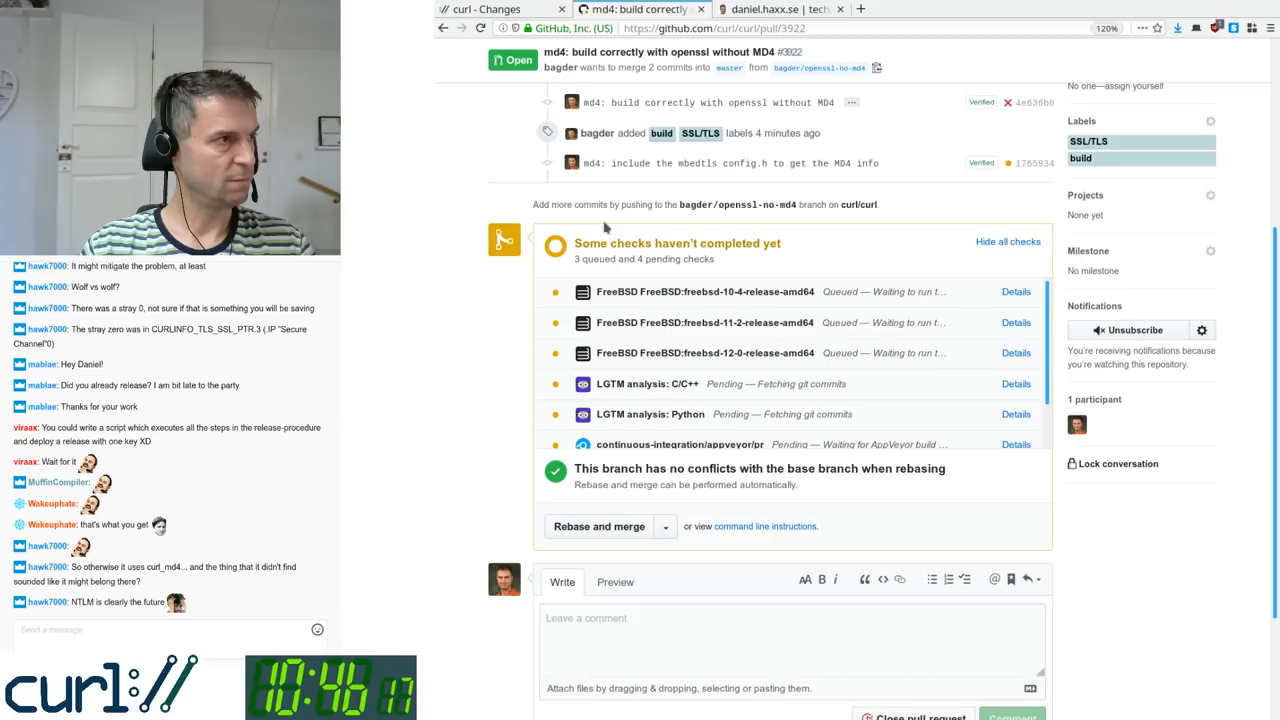 curl - Changes
md4: build correctly
daniel.haxx.se | tech
GitHub, Inc. (US)
https://github.com/curl/curl/pull/3922
120%
Open
md4: build correctly with openssl without MD4 #3922
bagder wants to merge 2 commits into master from bagder/openssl-no-md4
md4: build correctly with openssl without MD4 ...
Verified
4e636b0
bagder added build SSL/TLS labels 4 minutes ago
md4: include the mbedtls config.h to get the MD4 info
Verified
1765934
Add more commits by pushing to the bagder/openssl-no-md4 branch on curl/curl.
Some checks haven't completed yet
Hide all checks
3 queued and 4 pending checks
FreeBSD FreeBSD:freebsd-10-4-release-amd64 Queued — Waiting to run t… Details
FreeBSD FreeBSD:freebsd-11-2-release-amd64 Queued — Waiting to run t… Details
FreeBSD FreeBSD:freebsd-12-0-release-amd64 Queued — Waiting to run t… Details
LGTM analysis: C/C++ Pending — Fetching git commits Details
LGTM analysis: Python Pending — Fetching git commits Details
continuous-integration/appveyor/pr Pending — Waiting for AppVeyor build … Details
This branch has no conflicts with the base branch when rebasing
Rebase and merge can be performed automatically.
Rebase and merge
or view command line instructions.
Write
Preview
AA B i
Leave a comment
Attach files by dragging & dropping, selecting or pasting them.
Close pull request
Comment
No one—assign yourself
Labels
SSL/TLS
build
Projects
None yet
Milestone
No milestone
Notifications
Unsubscribe
You're receiving notifications because
you're watching this repository.
1 participant
Lock conversation
hawk7000: It might mitigate the problem, at least
hawk7000: Wolf vs wolf?
hawk7000: There was a stray 0, not sure if that is something you will be saving
hawk7000: The stray zero was in CURLINFO_TLS_SSL_PTR.3 (.IP "Secure
Channel"0)
mablae: Hey Daniel!
mablae: Did you already release? I am bit late to the party
mablae: Thanks for your work
viraax: You could write a script which executes all the steps in the release-procedure
and deploy a release with one key XD
viraax: Wait for it
MuffinCompiler:
Wakeuphate:
Wakeuphate: that's what you get
hawk7000:
hawk7000: So otherwise it uses curl_md4... and the thing that it didn't find
sounded like it might belong there?
hawk7000: NTLM is clearly the future
Send a message
curl://
10:46 17